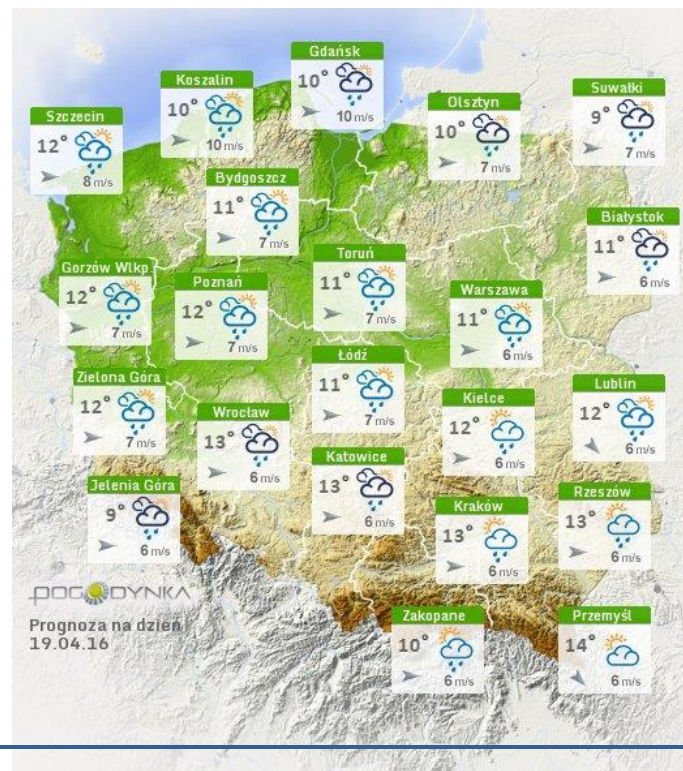 Gdańsk
10°
10 m/s
Koszalin
10°
10 m/s
Suwałki
9°
7 m/s
Olsztyn
10°
7 m/s
Szczecin
12°
8 m/s
Bydgoszcz
11°
7 m/s
Białystok
11°
6 m/s
Toruń
11°
7 m/s
Gorzów Wlkp
12°
7 m/s
Poznań
12°
7 m/s
Warszawa
11°
6 m/s
Łódź
11°
7 m/s
Zielona Góra
12°
7 m/s
Lublin
12°
6 m/s
Kielce
12°
6 m/s
Wrocław
13°
6 m/s
Katowice
13°
6 m/s
Jelenia Góra
9°
6 m/s
Rzeszów
13°
6 m/s
Kraków
13°
6 m/s
POGODYNKA
Prognoza na dzień
19.04.16
Zakopane
10°
6 m/s
Przemyśl
14°
6 m/s